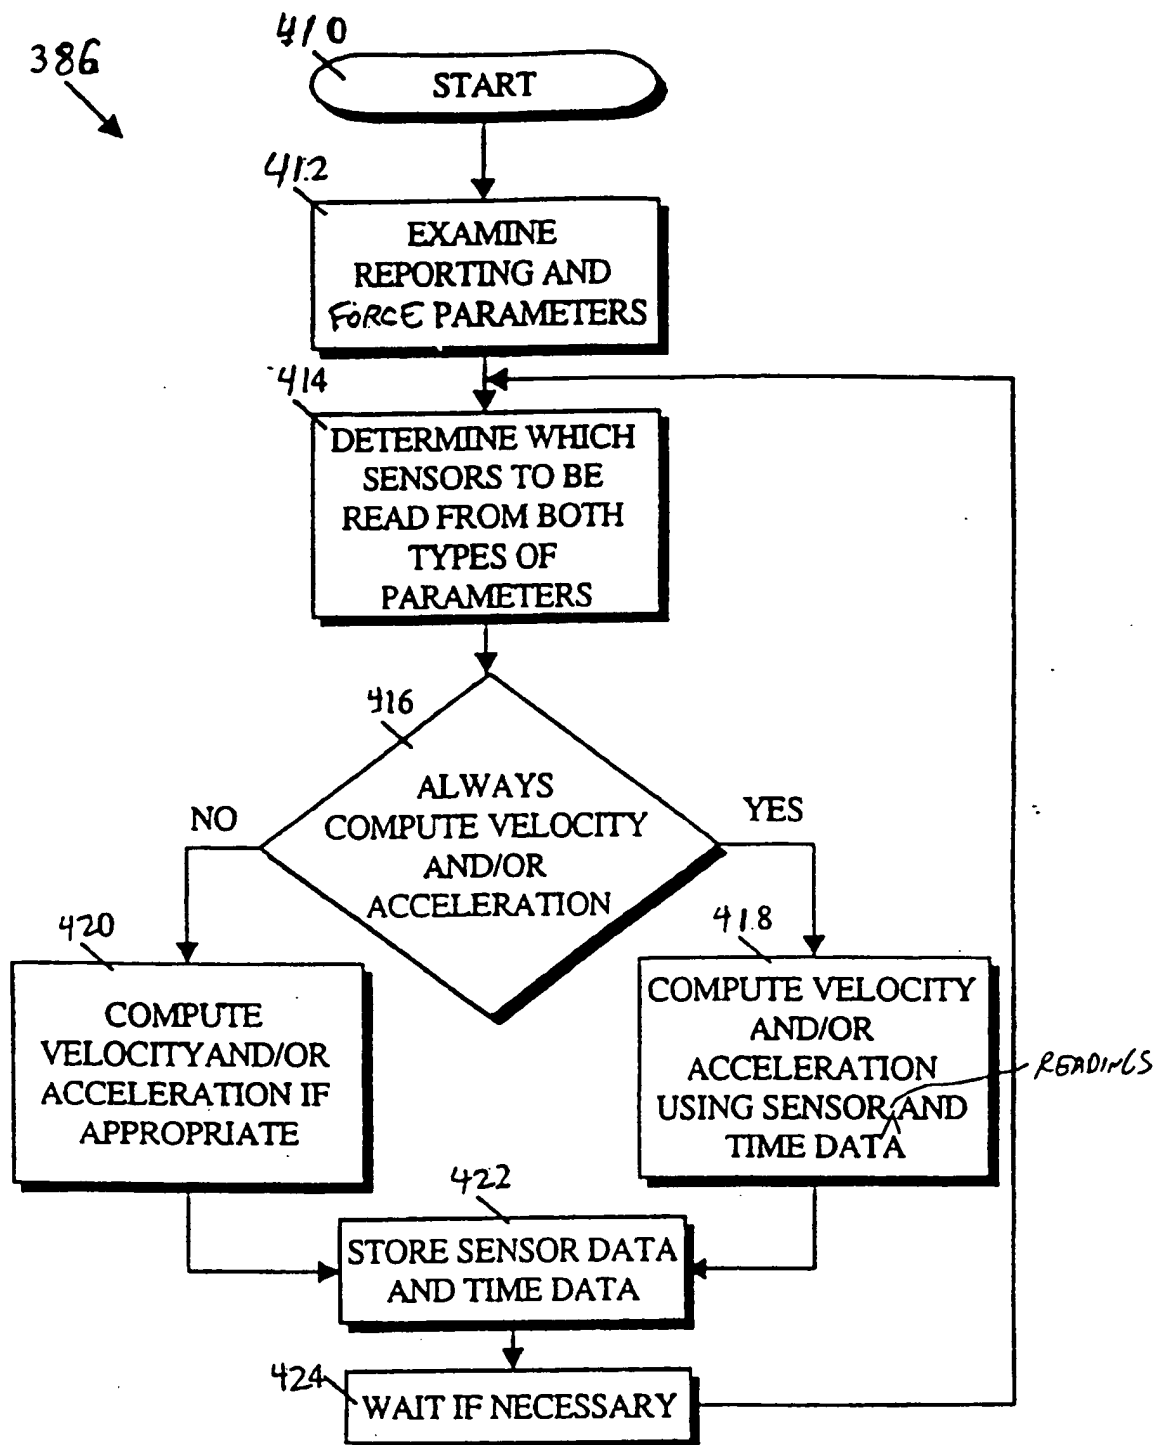 410
386
START
412
EXAMINE
REPORTING AND
FORCE PARAMETERS
414
DETERMINE WHICH
SENSORS TO BE
READ FROM BOTH
TYPES OF
PARAMETERS
416
ALWAYS
COMPUTE VELOCITY
AND/OR
ACCELERATION
NO
YES
420
COMPUTE
VELOCITYAND/OR
ACCELERATION IF
APPROPRIATE
418
COMPUTE VELOCITY
AND/OR
ACCELERATION
USING SENSOR AND
TIME DATA
READINGS
422
STORE SENSOR DATA
AND TIME DATA
424
WAIT IF NECESSARY